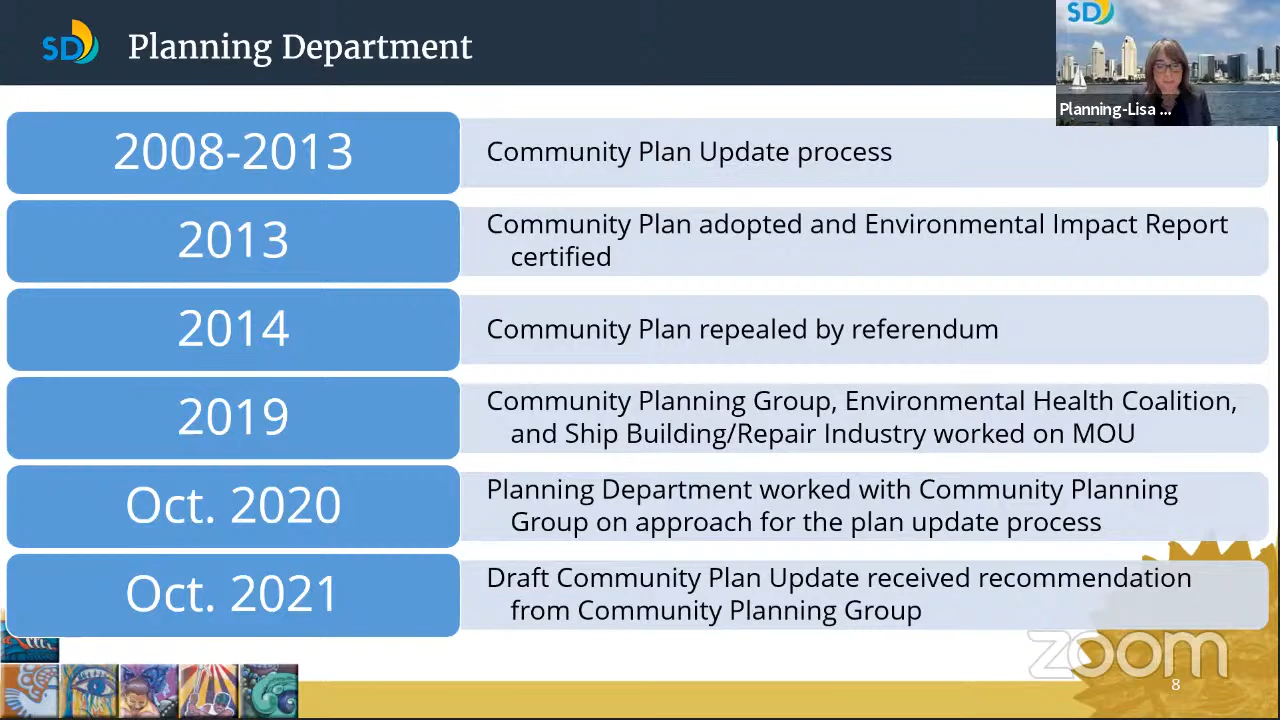 SD
Planning Department
SD
Planning-Lisa ...
2008-2013
Community Plan Update process
2013
Community Plan adopted and Environmental Impact Report
certified
2014
Community Plan repealed by referendum
2019
Community Planning Group, Environmental Health Coalition,
and Ship Building/Repair Industry worked on MOU
Oct. 2020
Planning Department worked with Community Planning
Group on approach for the plan update process
Oct. 2021
Draft Community Plan Update received recommendation
from Community Planning Group
zoom
8